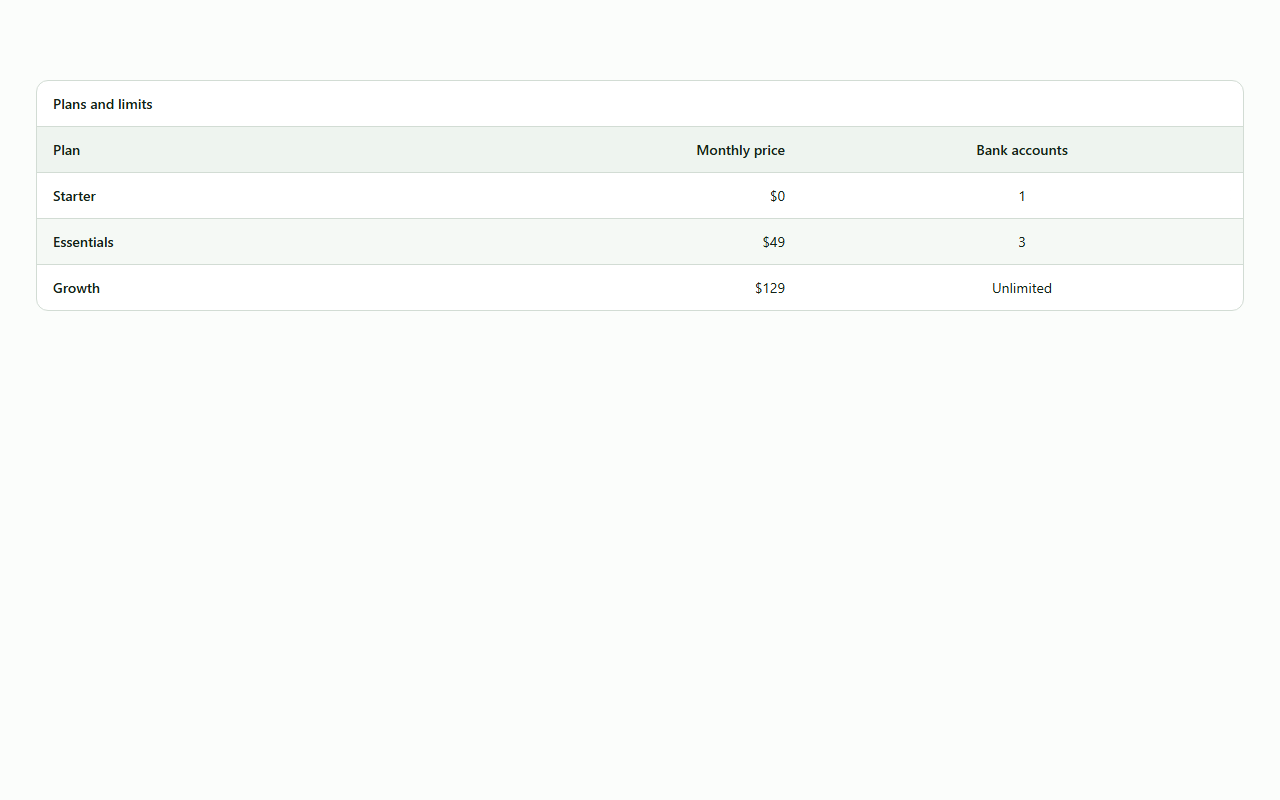 Plans and limits
Plan Monthly price Bank accounts
Starter $0 1
Essentials $49 3
Growth $129 Unlimited